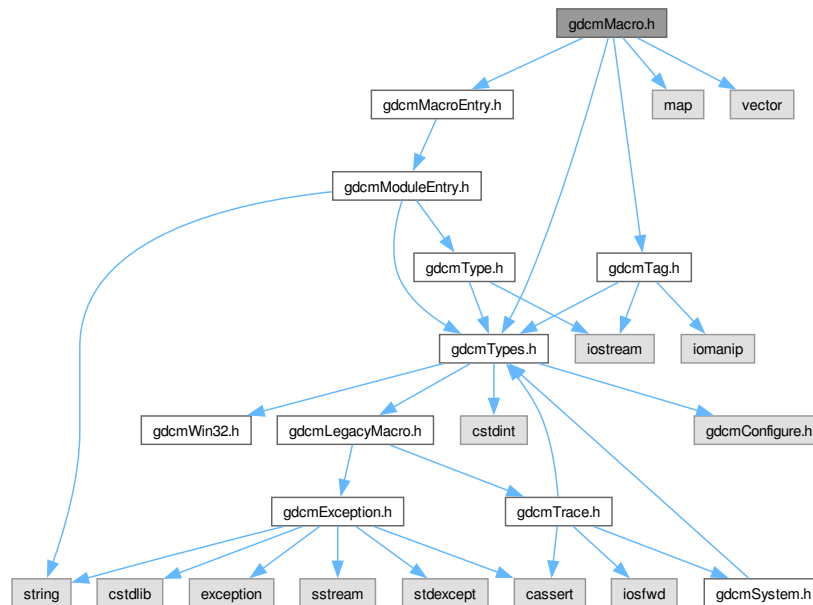 gdcmMacro.h
gdcmMacroEntry.h
map
vector
gdcmModuleEntry.h
gdcmType.h
gdcmTag.h
gdcmTypes.h
iostream
iomanip
gdcmWin32.h
gdcmLegacyMacro.h
cstdint
gdcmConfigure.h
gdcmException.h
gdcmTrace.h
string
cstdlib
exception
sstream
stdexcept
cassert
iosfwd
gdcmSystem.h